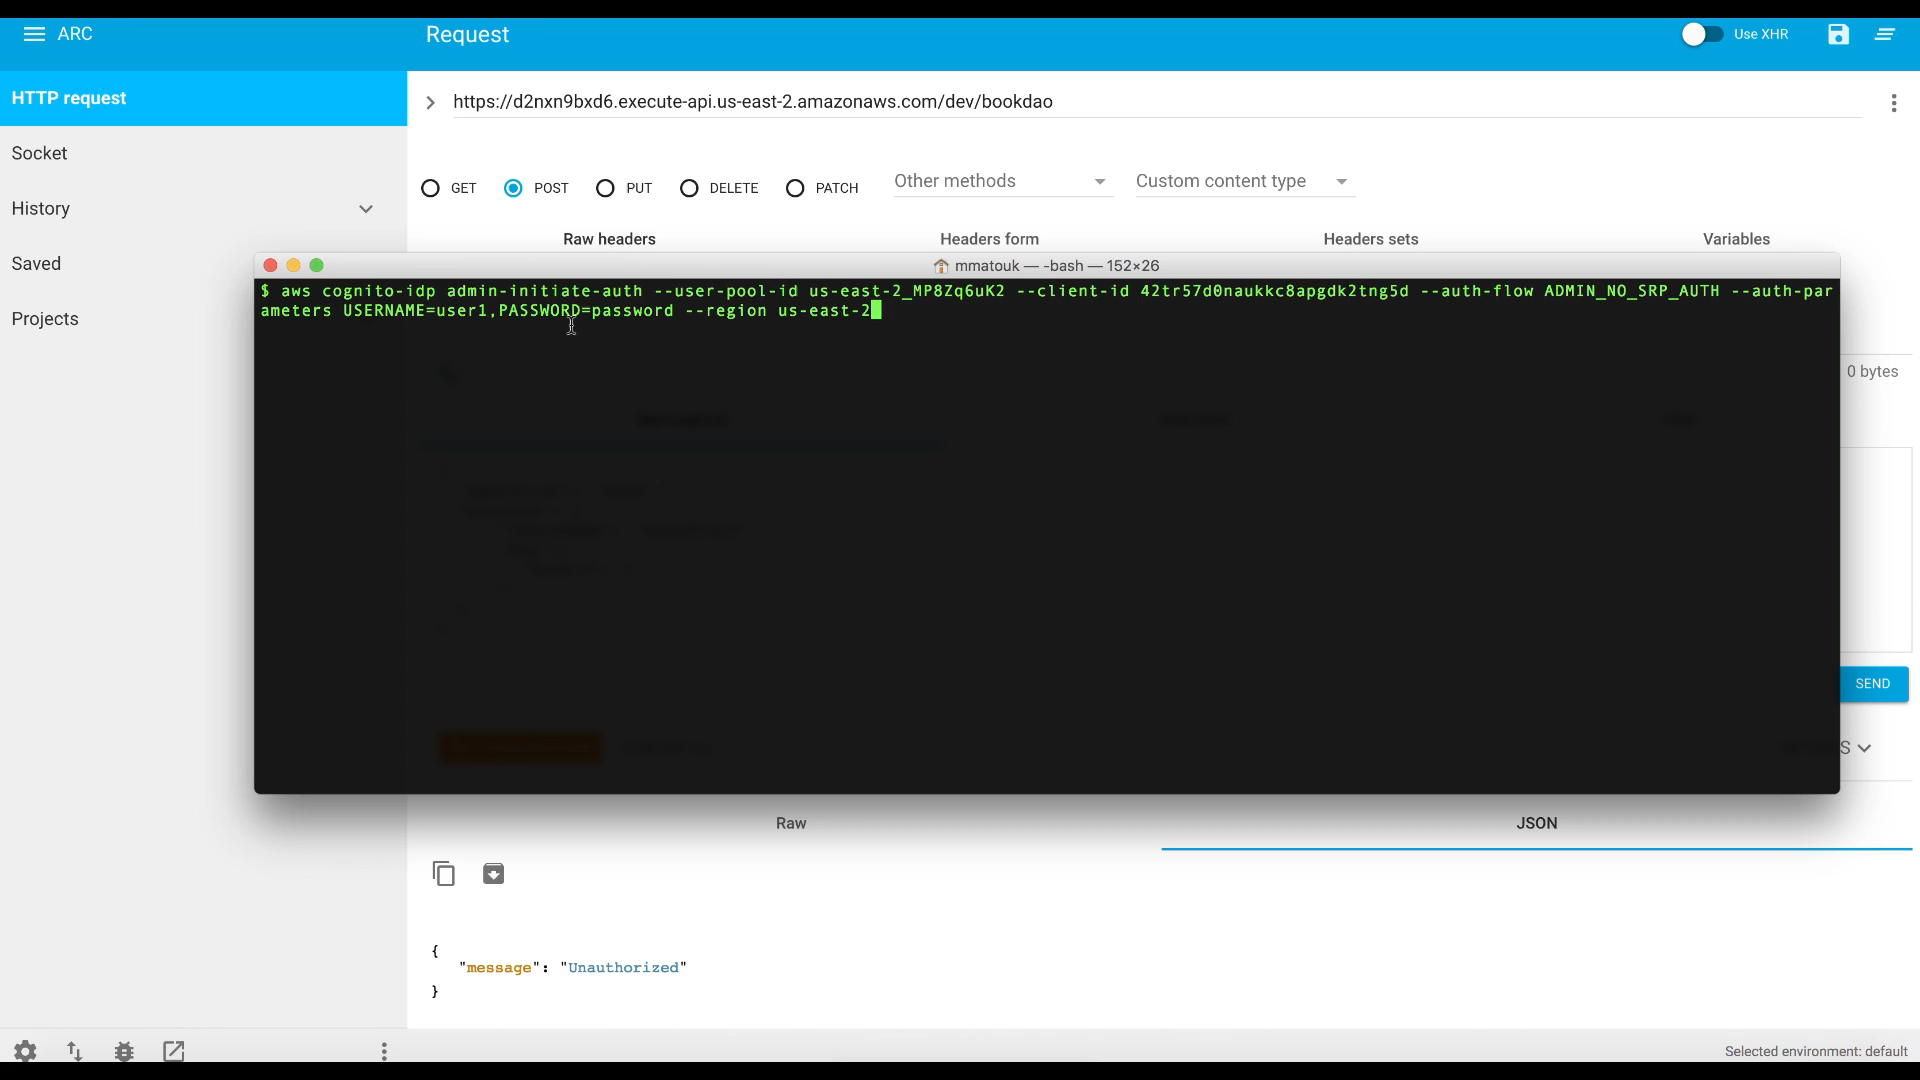 ARC
Request
Use XHR
HTTP request
https://d2nxn9bxd6.execute-api.us-east-2.amazonaws.com/dev/bookdao
Socket
GET
POST
PUT
DELETE
PATCH
Other methods
Custom content type
History
Raw headers
Headers form
Headers sets
Variables
Saved
Projects
mmatouk — -bash — 152×26
$ aws cognito-idp admin-initiate-auth --user-pool-id us-east-2_MP8Zq6uK2 --client-id 42tr57d0naukkc8apgdk2tng5d --auth-flow ADMIN_NO_SRP_AUTH --auth-par
ameters USERNAME=user1,PASSWORD=password --region us-east-2
0 bytes
SEND
S
Raw
JSON
{
"message": "Unauthorized"
}
Selected environment: default